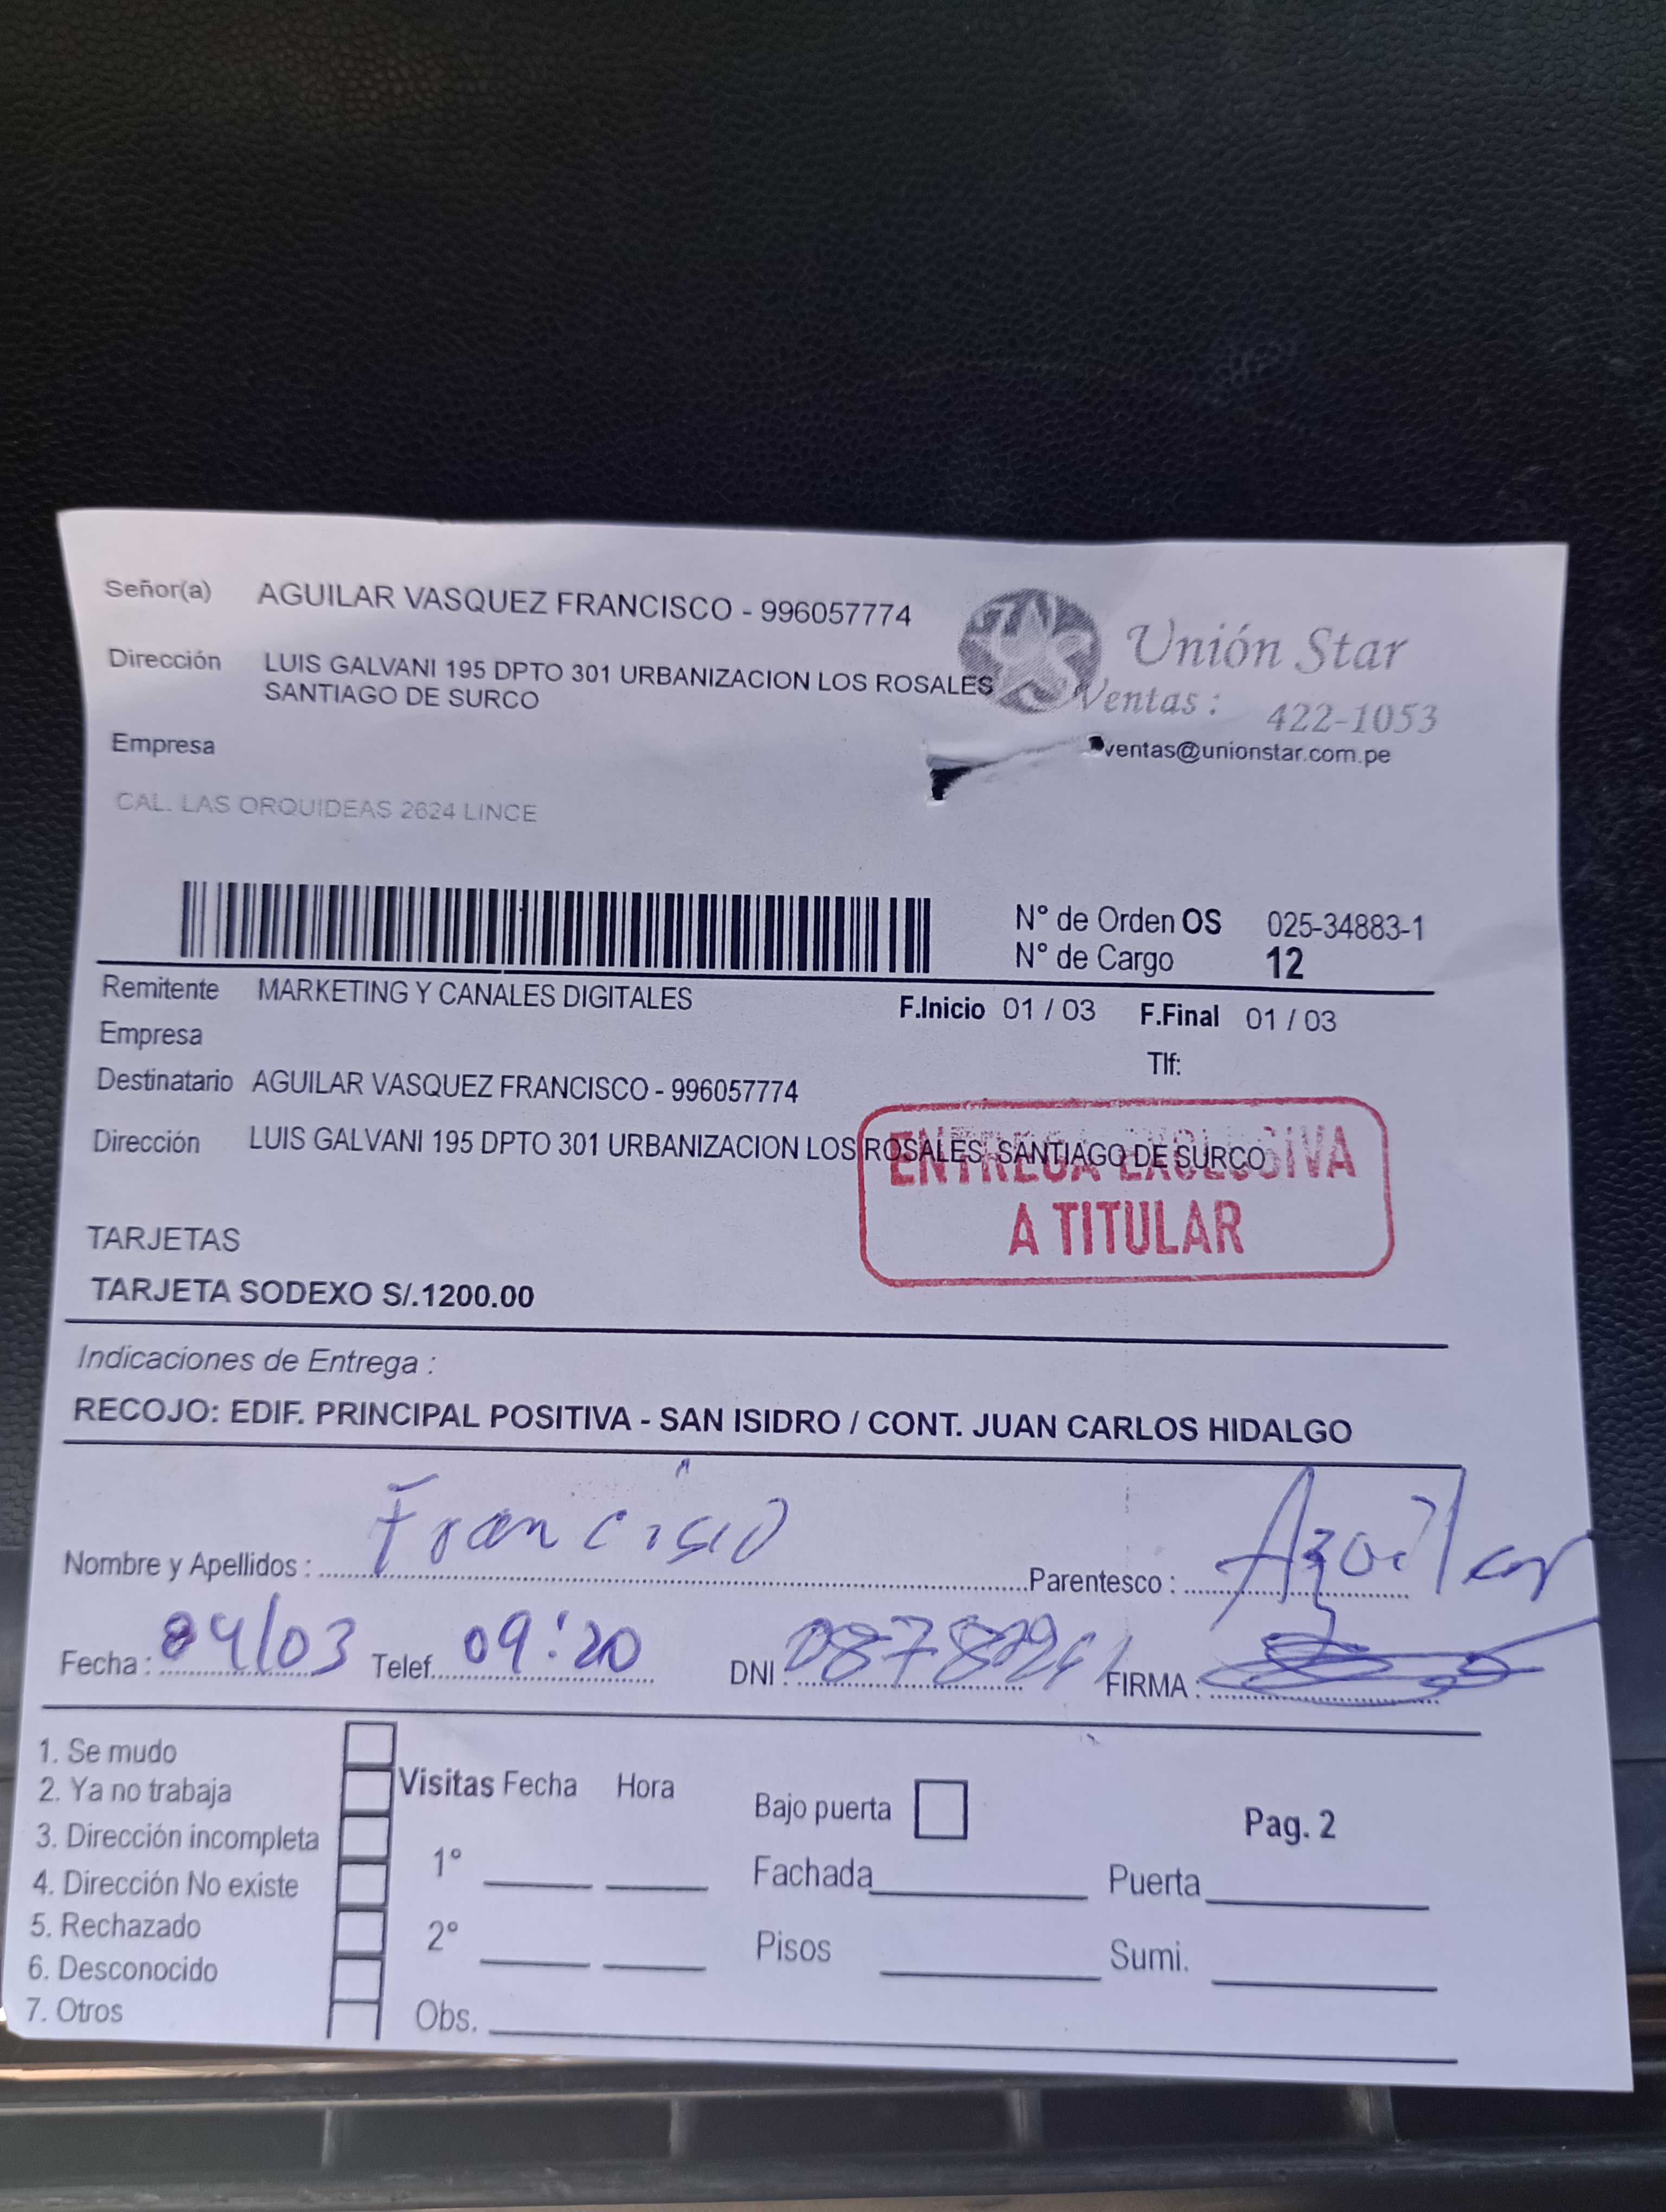 Señor(a) AGUILAR VASQUEZ FRANCISCO - 996057774
Unión Star
Dirección LUIS GALVANI 195 DPTO 301 URBANIZACION LOS ROSALES
SANTIAGO DE SURCO
Ventas : 422-1053
Empresa
ventas@unionstar.com.pe
CAL. LAS ORQUIDEAS 2624 LINCE
N° de Orden OS 025-34883-1
N° de Cargo 12
Remitente MARKETING Y CANALES DIGITALES
F.Inicio 01 / 03 F.Final 01 / 03
Empresa
Tlf:
Destinatario AGUILAR VASQUEZ FRANCISCO - 996057774
Dirección LUIS GALVANI 195 DPTO 301 URBANIZACION LOS ROSALES SANTIAGO DE SURCO
ENTREGA EXCLUSIVA
A TITULAR
TARJETAS
TARJETA SODEXO S/.1200.00
Indicaciones de Entrega :
RECOJO: EDIF. PRINCIPAL POSITIVA - SAN ISIDRO / CONT. JUAN CARLOS HIDALGO
Nombre y Apellidos : Francisco Parentesco : Aguilar
Fecha : 04/03 Telef. 09:20 DNI : FIRMA :
1. Se mudo
2. Ya no trabaja
3. Dirección incompleta
4. Dirección No existe
5. Rechazado
6. Desconocido
7. Otros
Visitas Fecha Hora
1°
2°
Obs.
Bajo puerta
Pag. 2
Fachada Puerta
Pisos Sumi.